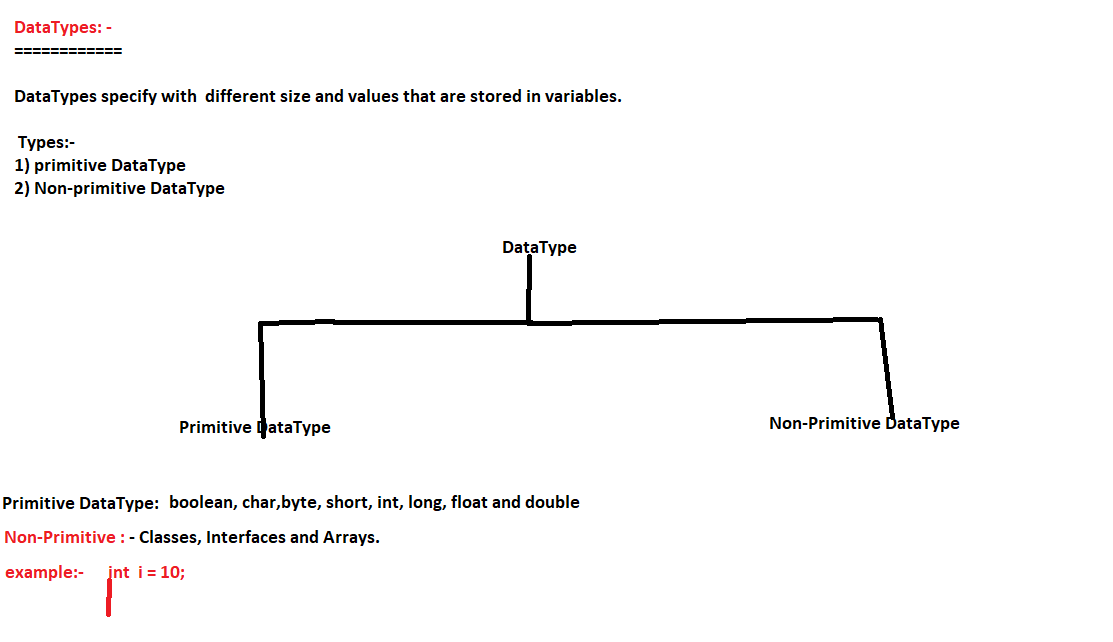 DataTypes: -
============
DataTypes specify with  different size and values that are stored in variables.
Types:-
1) primitive DataType
2) Non-primitive DataType
DataType
Primitive DataType
Non-Primitive DataType
Primitive DataType:  boolean, char,byte, short, int, long, float and double
Non-Primitive : - Classes, Interfaces and Arrays.
example:-    int  i = 10;